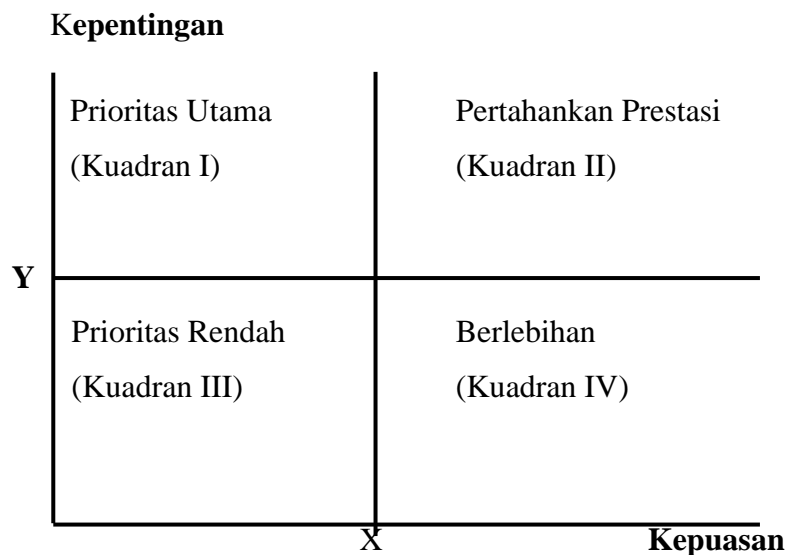 Kepentingan
Prioritas Utama
(Kuadran I)
Pertahankan Prestasi
(Kuadran II)
Y
Prioritas Rendah
(Kuadran III)
Berlebihan
(Kuadran IV)
X
Kepuasan